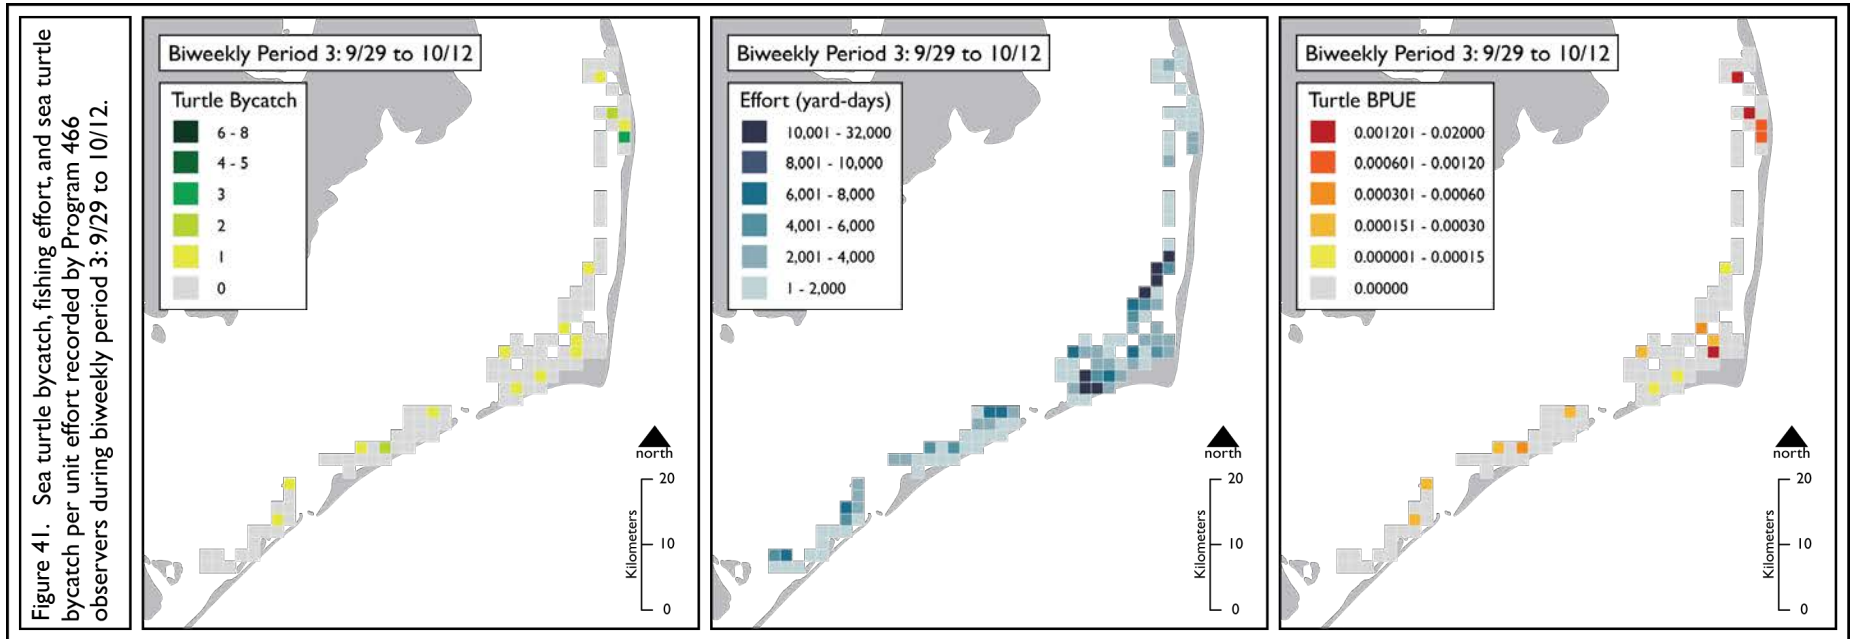 Figure 41. Sea turtle bycatch, fishing effort, and sea turtle
bycatch per unit effort recorded by Program 466
observers during biweekly period 3: 9/29 to 10/12.
Biweekly Period 3: 9/29 to 10/12
Turtle Bycatch
6 - 8
4 - 5
3
2
1
0
north
Kilometers
20
10
0
Biweekly Period 3: 9/29 to 10/12
Effort (yard-days)
10,001 - 32,000
8,001 - 10,000
6,001 - 8,000
4,001 - 6,000
2,001 - 4,000
1 - 2,000
north
Kilometers
20
10
0
Biweekly Period 3: 9/29 to 10/12
Turtle BPUE
0.001201 - 0.02000
0.000601 - 0.00120
0.000301 - 0.00060
0.000151 - 0.00030
0.000001 - 0.00015
0.00000
north
Kilometers
20
10
0